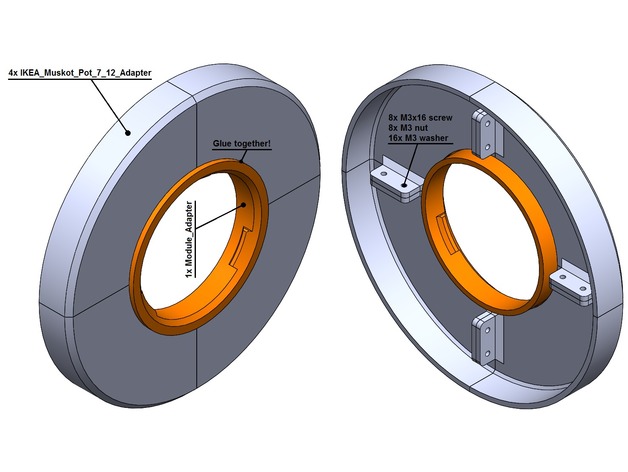 4x IKEA_Muskot_Pot_7_12_Adapter
Glue together!
1x Module_Adapter
8x M3x16 screw
8x M3 nut
16x M3 washer